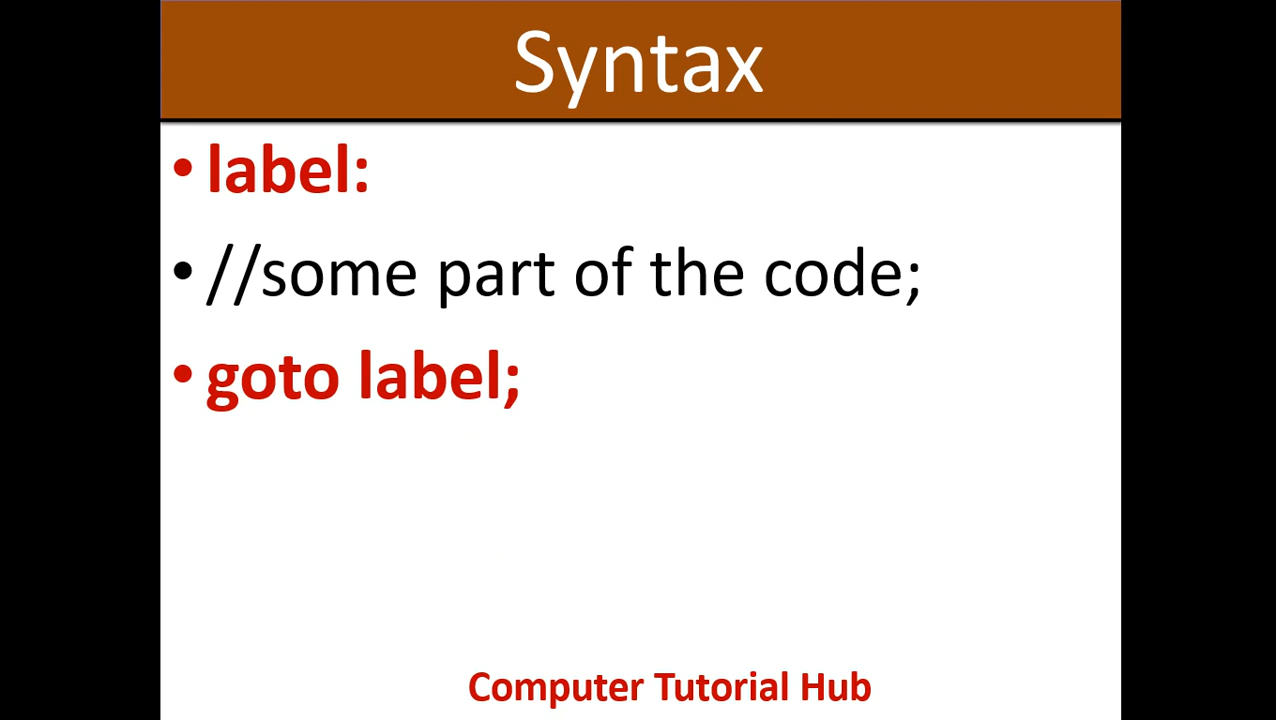 Syntax
• label:
• //some part of the code;
• goto label;
Computer Tutorial Hub